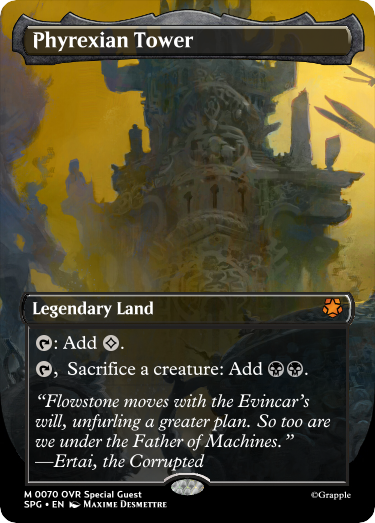 Phyrexian Tower
Legendary Land
: Add .
, Sacrifice a creature: Add .
“Flowstone moves with the Evincar’s
will, unfurling a greater plan. So too are
we under the Father of Machines.”
—Ertai, the Corrupted
M 0070 OVR Special Guest
SPG • EN Maxime Desmettre
©Grapple